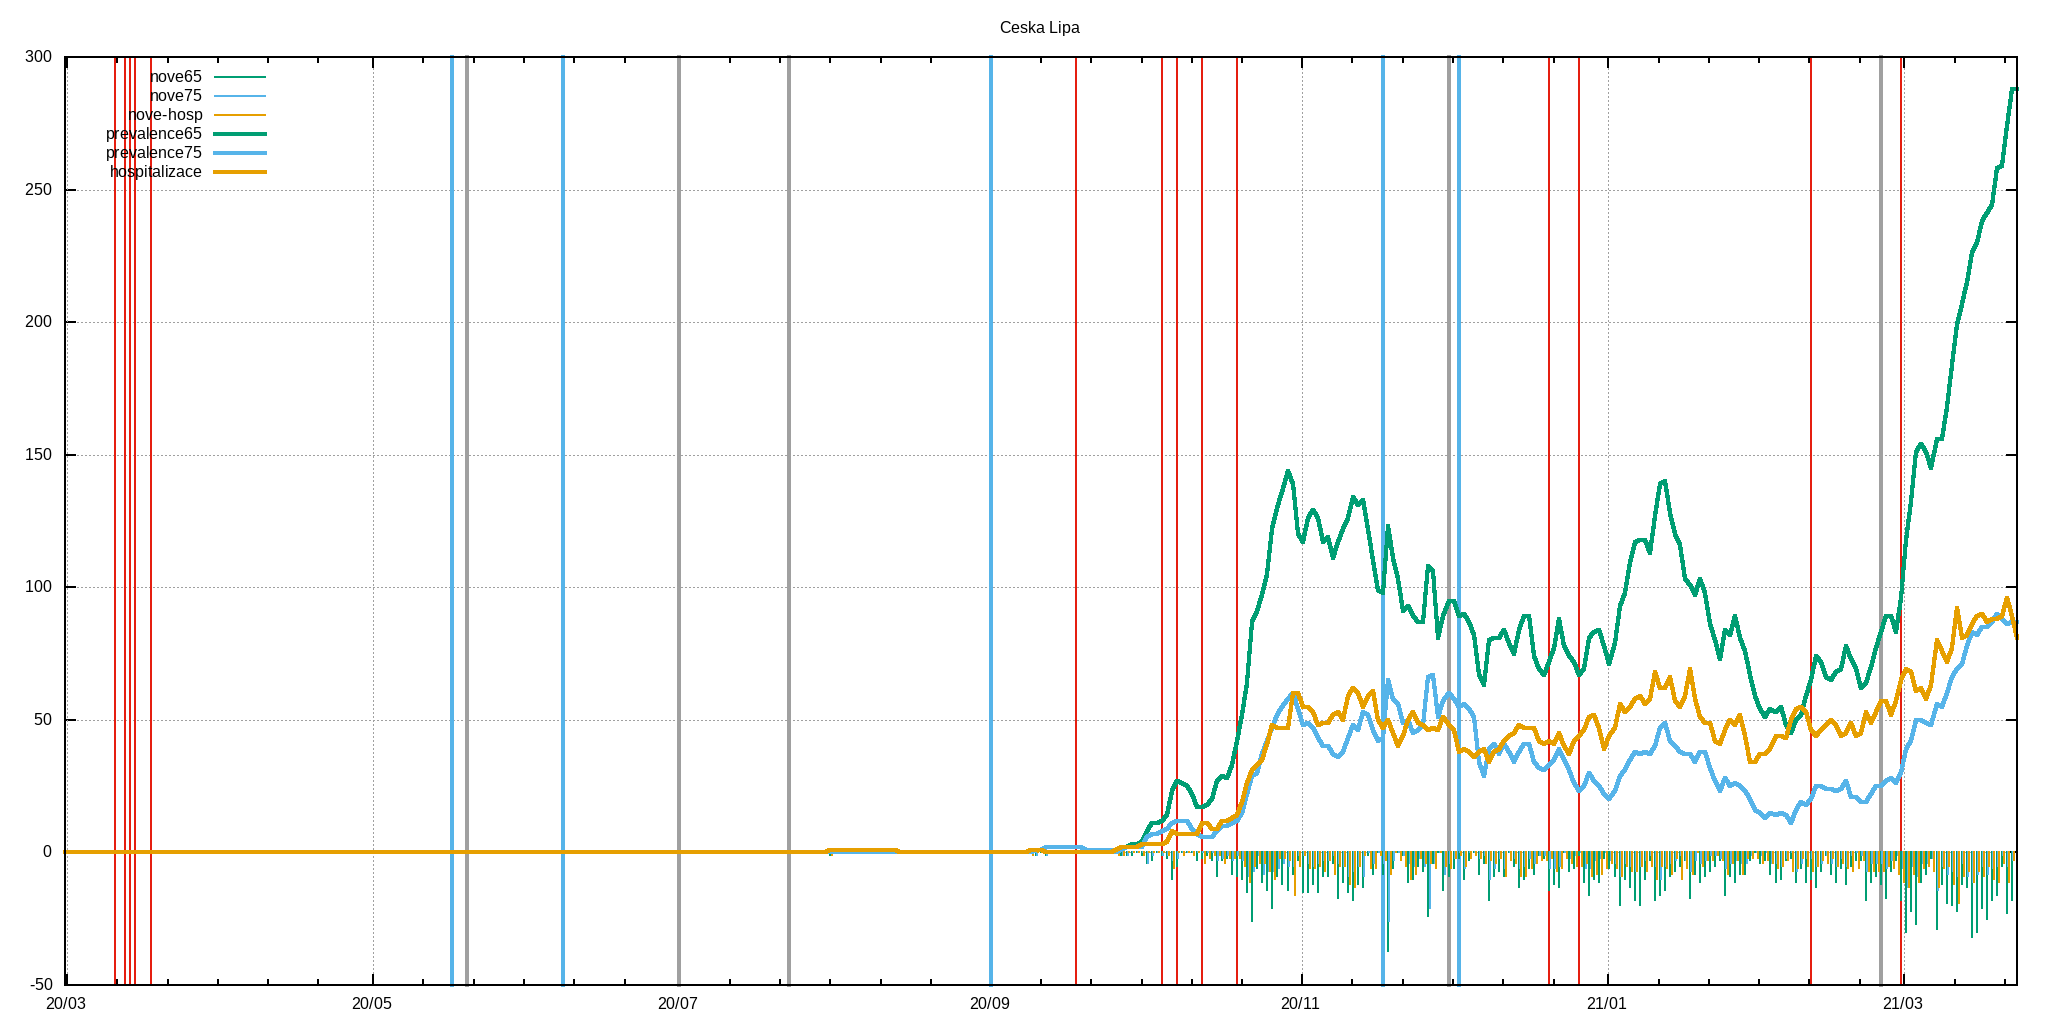 Ceska Lipa
300
250
200
150
100
50
0
-50
nove65
nove75
nove-hosp
prevalence65
prevalence75
hospitalizace
20/03 20/05 20/07 20/09 20/11 21/01 21/03